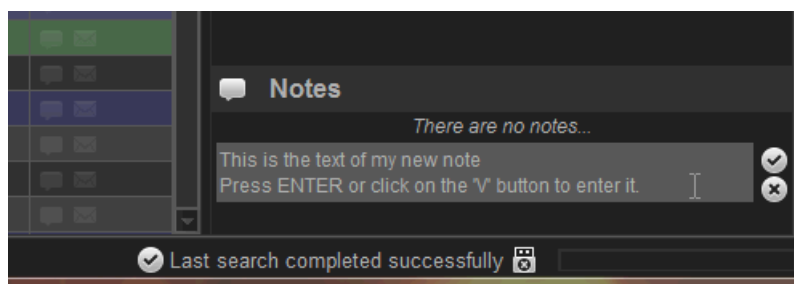 Notes
There are no notes...
This is the text of my new note
Press ENTER or click on the 'V' button to enter it.
Last search completed successfully